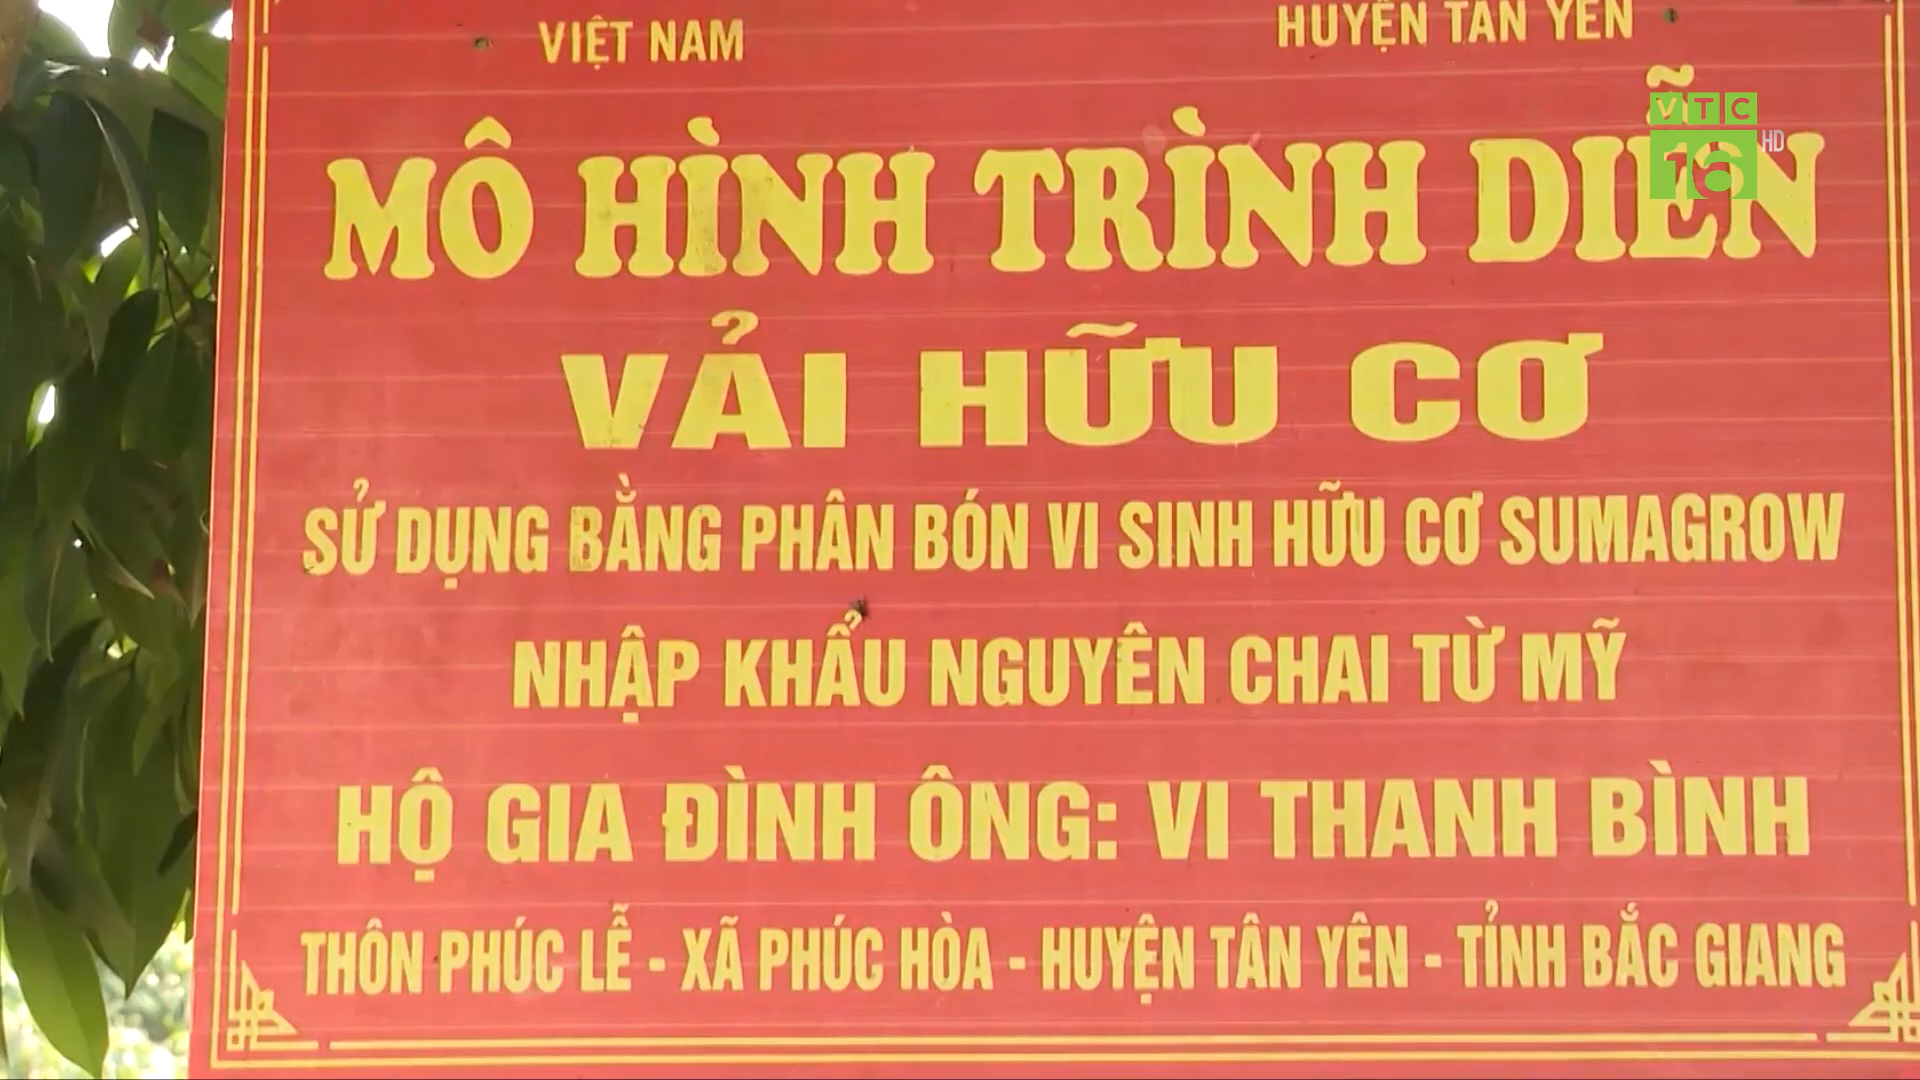 VIỆT NAM
HUYỆN TÂN YÊN
VTC
16 HD
MÔ HÌNH TRÌNH DIỄN
VẢI HỮU CƠ
SỬ DỤNG BẰNG PHÂN BÓN VI SINH HỮU CƠ SUMAGROW
NHẬP KHẨU NGUYÊN CHAI TỪ MỸ
HỘ GIA ĐÌNH ÔNG: VI THANH BÌNH
THÔN PHÚC LỄ - XÃ PHÚC HÒA - HUYỆN TÂN YÊN - TỈNH BẮC GIANG